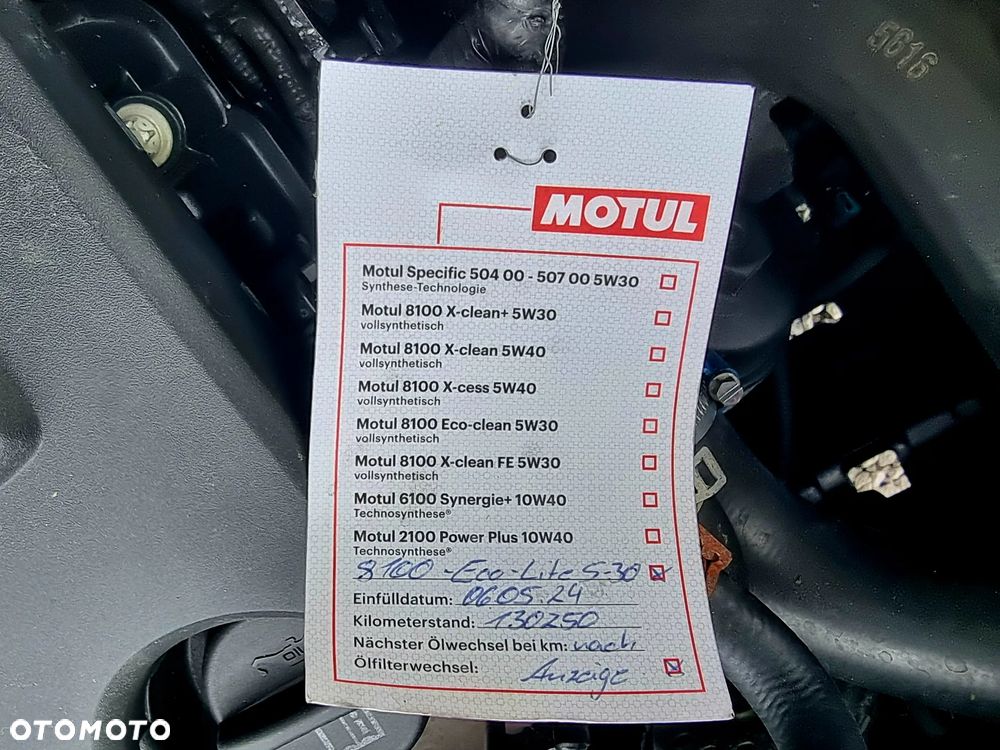 5616
MOTUL
Motul Specific 504 00 - 507 00 5W30
Synthese-Technologie
Motul 8100 X-clean+ 5W30
vollsynthetisch
Motul 8100 X-clean 5W40
vollsynthetisch
Motul 8100 X-cess 5W40
vollsynthetisch
Motul 8100 Eco-clean 5W30
vollsynthetisch
Motul 8100 X-clean FE 5W30
vollsynthetisch
Motul 6100 Synergie+ 10W40
Technosynthese®
Motul 2100 Power Plus 10W40
Technosynthese®
8100 - Eco-Lite 5-30
Einfülldatum: 06.05.24
Kilometerstand: 130250
Nächster Ölwechsel bei km: nach
Ölfilterwechsel: Anzeige
OTOMOTO